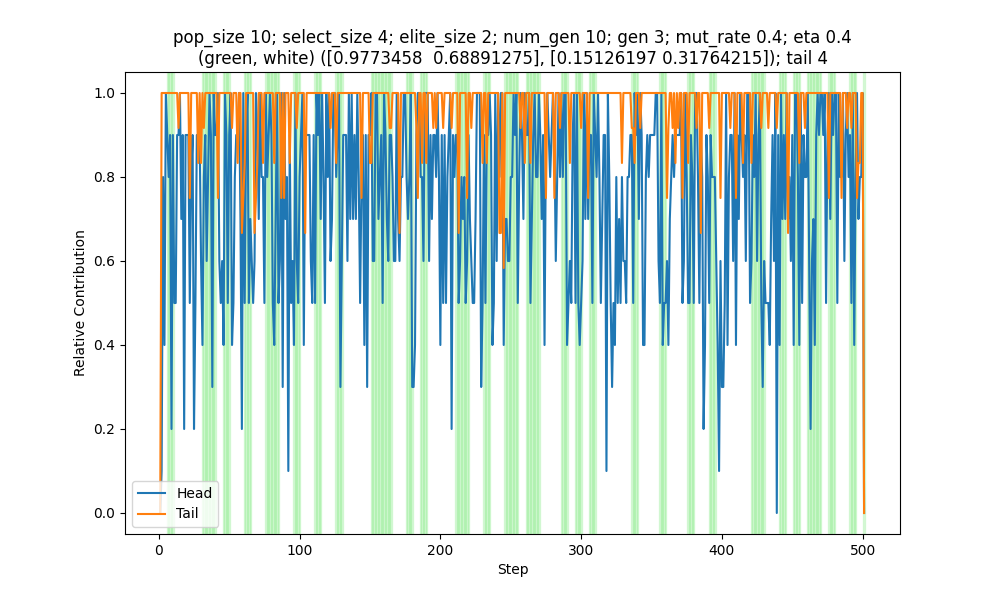 pop_size 10; select_size 4; elite_size 2; num_gen 10; gen 3; mut_rate 0.4; eta 0.4
(green, white) ([0.9773458  0.68891275], [0.15126197 0.31764215]); tail 4
1.0
0.8
0.6
0.4
0.2
0.0
Relative Contribution
Head
Tail
0
100
200
300
400
500
Step